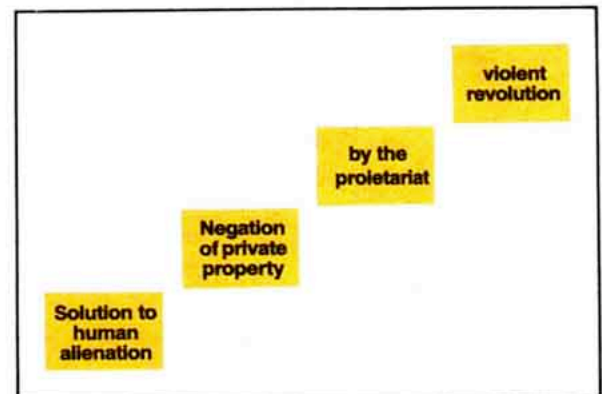 Solution to
human
alienation
Negation
of private
property
by the
proletariat
violent
revolution